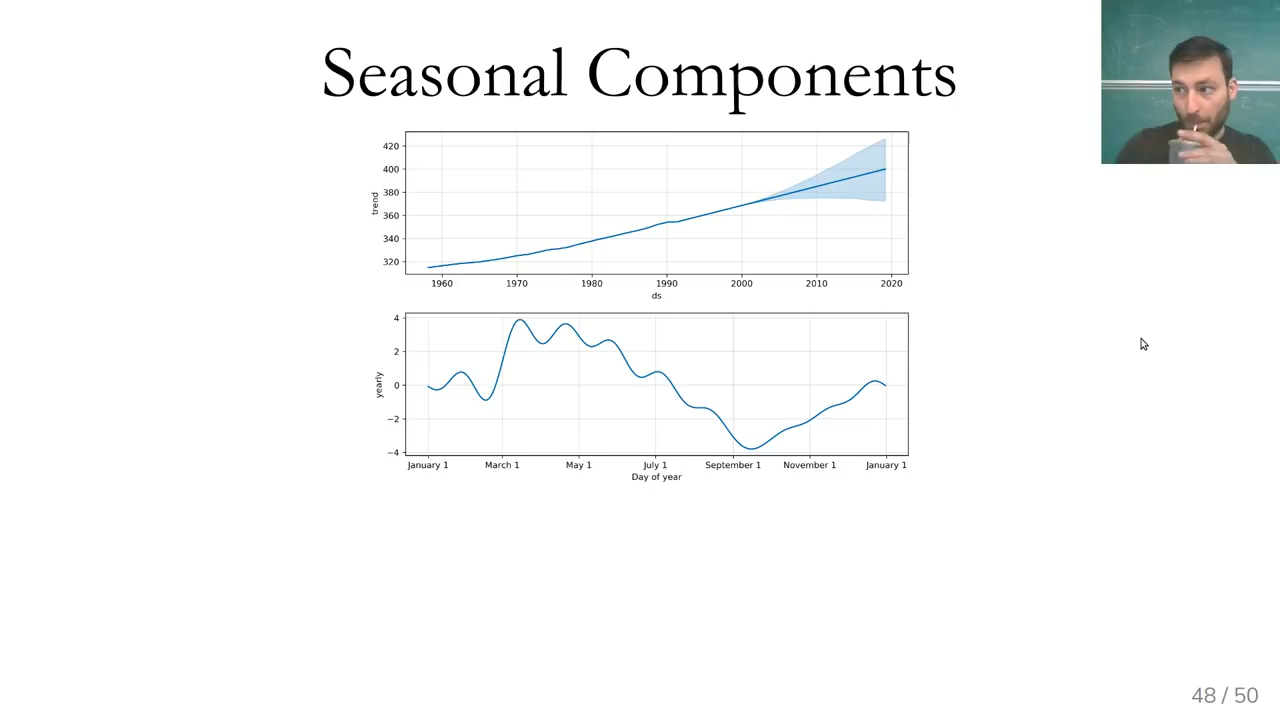 Seasonal Components
420
400
380
360
340
320
trend
1960 1970 1980 1990 2000 2010 2020
ds
4
2
0
−2
−4
yearly
January 1 March 1 May 1 July 1 September 1 November 1 January 1
Day of year
48 / 50